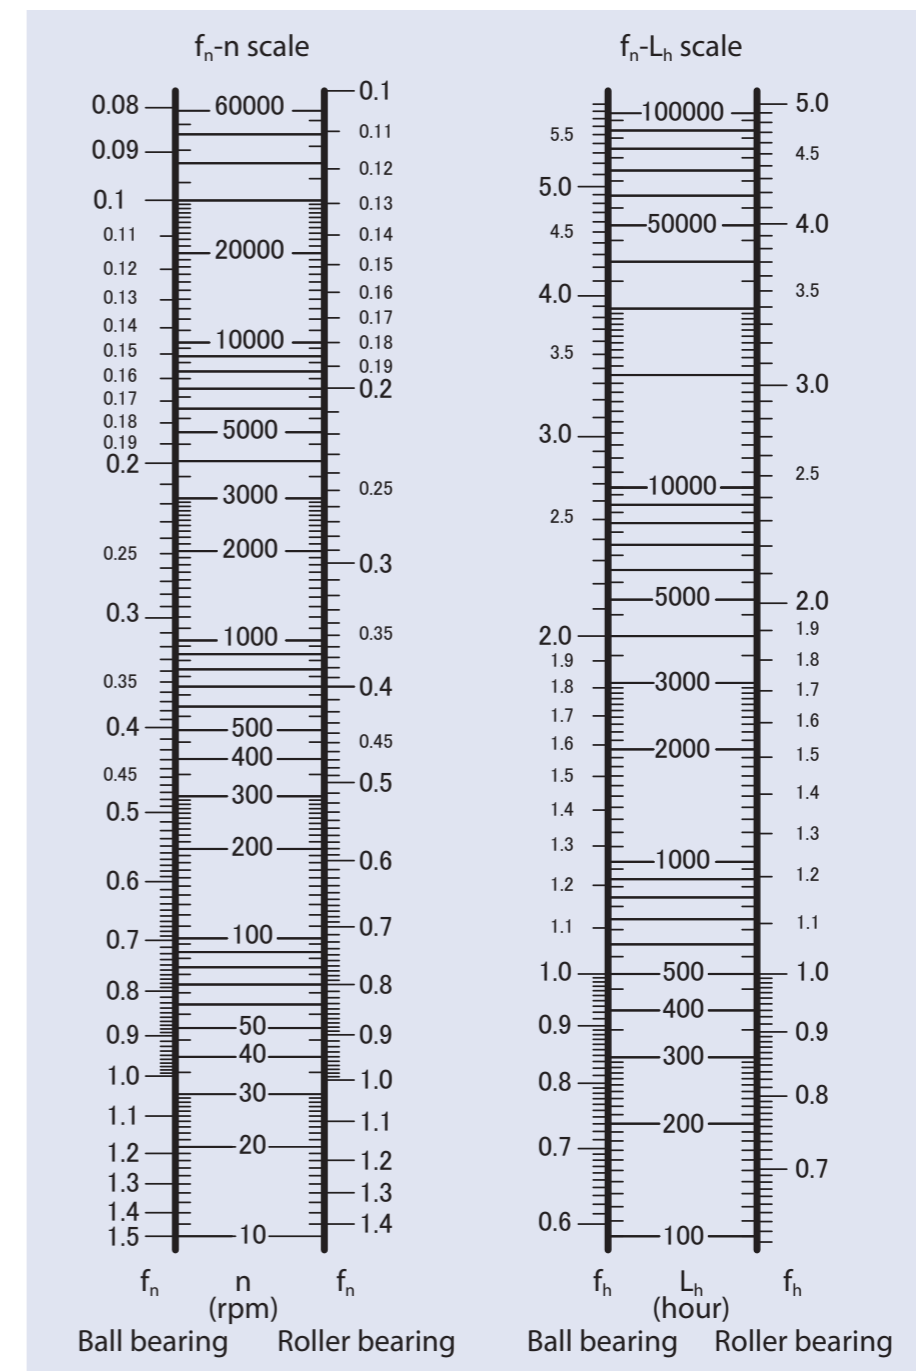 fn-n scale
0.08 60000 0.1
0.09 0.11
0.12
0.1 0.13
0.11 20000 0.14
0.12 0.15
0.13 0.16
0.14 10000 0.17
0.15 0.18
0.16 0.19
0.17 0.2
0.18 5000
0.19
0.2
3000 0.25
0.25 2000 0.3
0.3
1000 0.35
0.35 0.4
0.4 500
400 0.45
0.45 0.5
0.5 300
200 0.6
0.6
0.7 100 0.7
0.8 0.8
0.9 50 0.9
40
1.0 30 1.0
1.1 1.1
1.2 20 1.2
1.3 1.3
1.4 1.4
1.5 10
fn n fn
(rpm)
Ball bearing Roller bearing
fn-Lh scale
100000 5.0
5.5 4.5
5.0
4.5 50000 4.0
4.0 3.5
3.5
3.0
3.0
10000 2.5
2.5
5000 2.0
2.0 1.9
1.9 1.8
1.8 3000 1.7
1.7 1.6
1.6 2000 1.5
1.5 1.4
1.4 1.3
1.3 1000 1.2
1.2
1.1 1.1
1.0 500 1.0
400
0.9 0.9
300
0.8 0.8
200
0.7 0.7
0.6 100
fh Lh fh
(hour)
Ball bearing Roller bearing